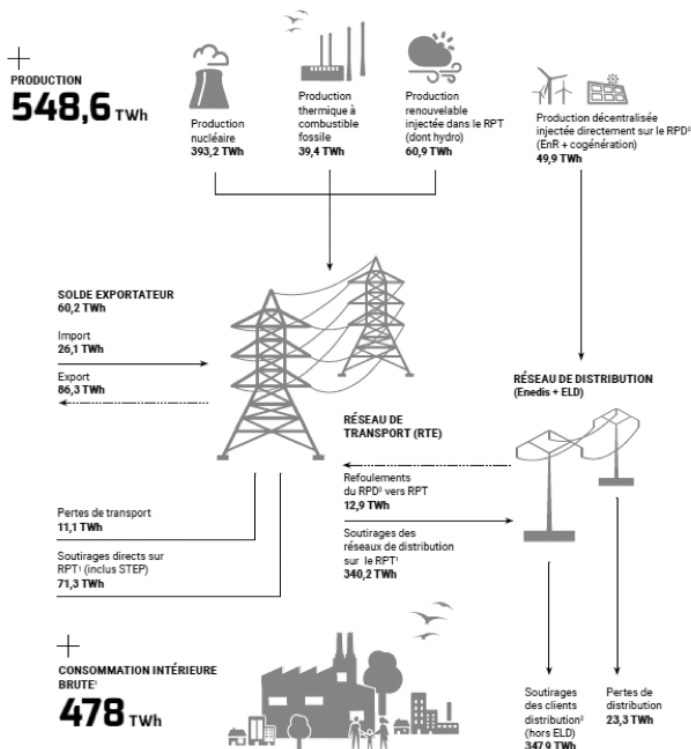 PRODUCTION
548,6 TWh
Production
nucléaire
393,2 TWh
Production
thermique à
combustible
fossile
39,4 TWh
Production
renouvelable
injectée dans le RPT
(dont hydro)
60,9 TWh
Production décentralisée
injectée directement sur le RPD³
(EnR + cogénération)
49,9 TWh
SOLDE EXPORTATEUR
60,2 TWh
Import
26,1 TWh
Export
86,3 TWh
RÉSEAU DE DISTRIBUTION
(Enedis + ELD)
RÉSEAU DE
TRANSPORT (RTE)
Refoulements
du RPD³ vers RPT
12,9 TWh
Soutirages des
réseaux de distribution
sur le RPT¹
340,2 TWh
Pertes de transport
11,1 TWh
Soutirages directs sur
RPT¹ (inclus STEP)
71,3 TWh
CONSOMMATION INTÉRIEURE
BRUTE¹
478 TWh
Soutirages
des clients
distribution²
(hors ELD)
347,9 TWh
Pertes de
distribution
23,3 TWh